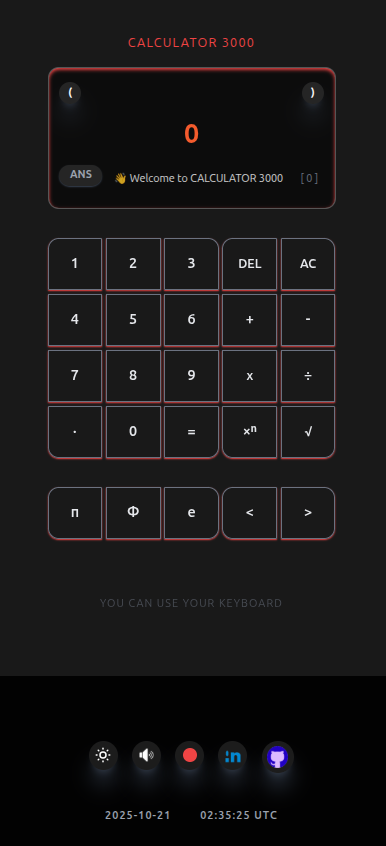 CALCULATOR 3000
( )
0
ANS 👋 Welcome to CALCULATOR 3000 [ 0 ]
1 2 3 DEL AC
4 5 6 + -
7 8 9 x ÷
. 0 = ×ⁿ √
π Φ e < >
YOU CAN USE YOUR KEYBOARD
in
2025-10-21 02:35:25 UTC